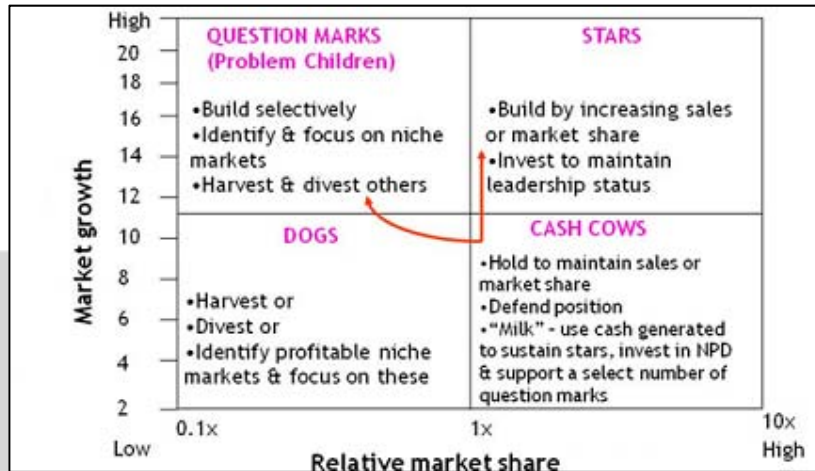 High
20
18
16
14
12
10
8
6
4
2
Market growth
QUESTION MARKS
(Problem Children)
•Build selectively
•Identify & focus on niche
markets
•Harvest & divest others
STARS
•Build by increasing sales
or market share
•Invest to maintain
leadership status
DOGS
•Harvest or
•Divest or
•Identify profitable niche
markets & focus on these
CASH COWS
•Hold to maintain sales or
market share
•Defend position
•"Milk" - use cash generated
to sustain stars, invest in NPD
& support a select number of
question marks
0.1x
1x
10x
Low
High
Relative market share